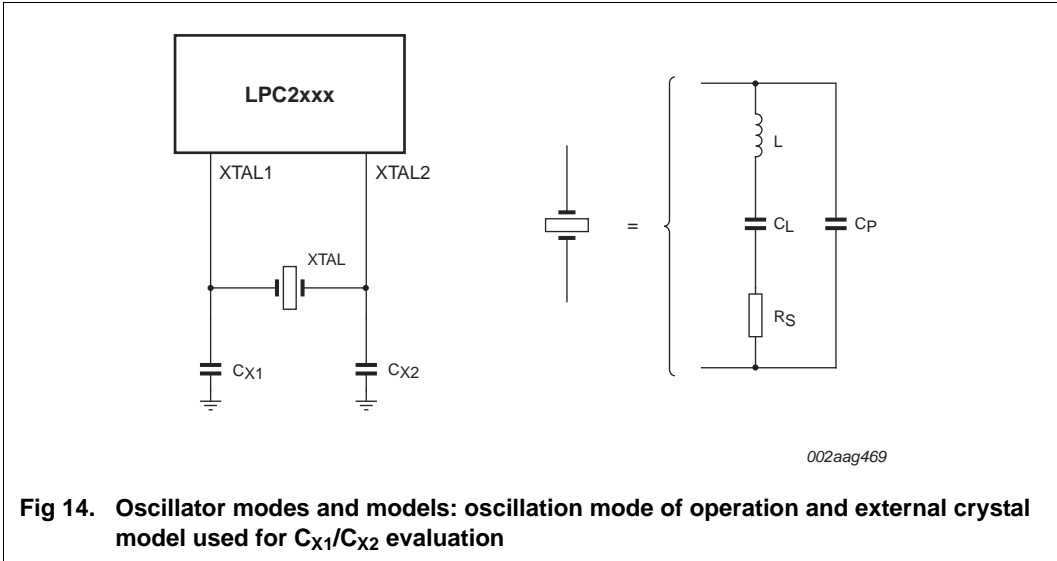 LPC2xxx
XTAL1
XTAL2
XTAL
CX1
CX2
=
L
CL
CP
RS
002aag469
Fig 14. Oscillator modes and models: oscillation mode of operation and external crystal
model used for CX1/CX2 evaluation